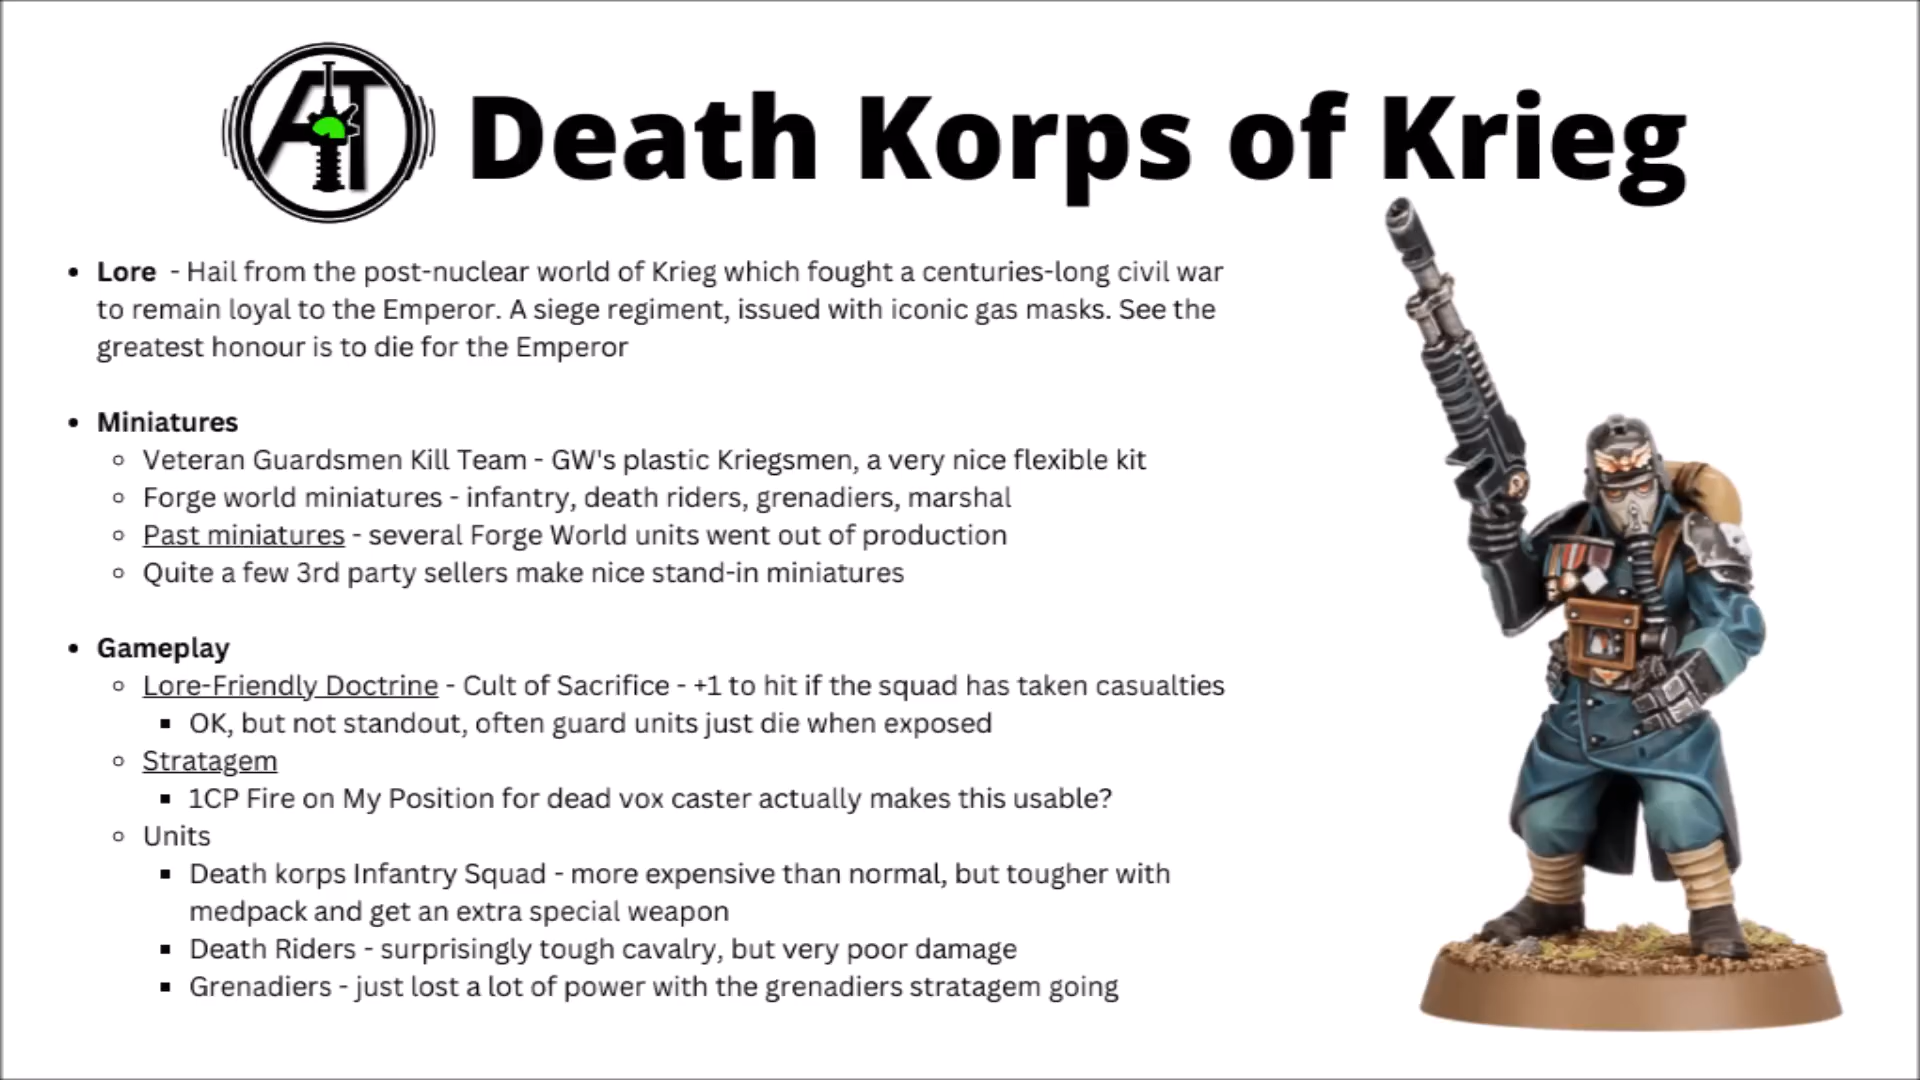 AT
Death Korps of Krieg
Lore - Hail from the post-nuclear world of Krieg which fought a centuries-long civil war
to remain loyal to the Emperor. A siege regiment, issued with iconic gas masks. See the
greatest honour is to die for the Emperor
Miniatures
Veteran Guardsmen Kill Team - GW's plastic Kriegsmen, a very nice flexible kit
Forge world miniatures - infantry, death riders, grenadiers, marshal
Past miniatures - several Forge World units went out of production
Quite a few 3rd party sellers make nice stand-in miniatures
Gameplay
Lore-Friendly Doctrine - Cult of Sacrifice - +1 to hit if the squad has taken casualties
OK, but not standout, often guard units just die when exposed
Stratagem
1CP Fire on My Position for dead vox caster actually makes this usable?
Units
Death korps Infantry Squad - more expensive than normal, but tougher with
medpack and get an extra special weapon
Death Riders - surprisingly tough cavalry, but very poor damage
Grenadiers - just lost a lot of power with the grenadiers stratagem going